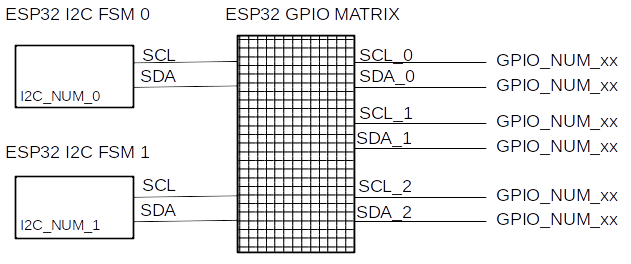 ESP32 I2C FSM 0
ESP32 GPIO MATRIX
SCL
SDA
I2C_NUM_0
SCL_0
GPIO_NUM_xx
SDA_0
GPIO_NUM_xx
SCL_1
GPIO_NUM_xx
SDA_1
GPIO_NUM_xx
ESP32 I2C FSM 1
SCL
SDA
I2C_NUM_1
SCL_2
GPIO_NUM_xx
SDA_2
GPIO_NUM_xx